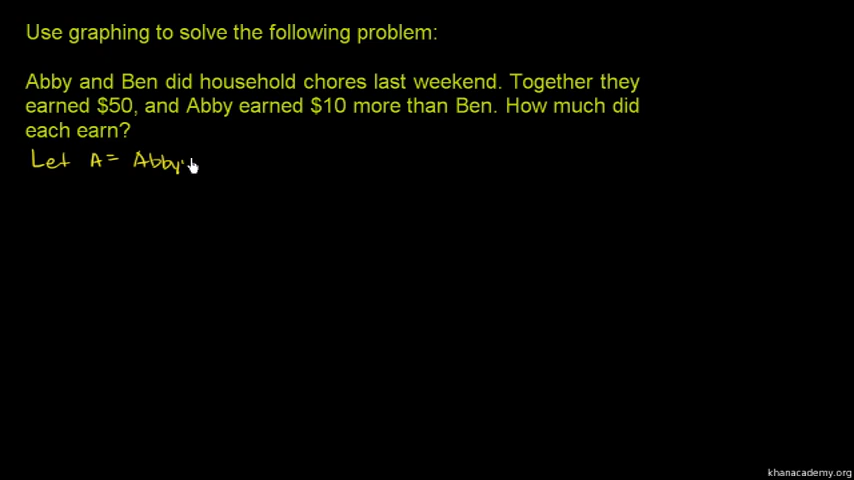 Use graphing to solve the following problem:
Abby and Ben did household chores last weekend. Together they
earned $50, and Abby earned $10 more than Ben. How much did
each earn?
Let A = Abby'
khanacademy.org